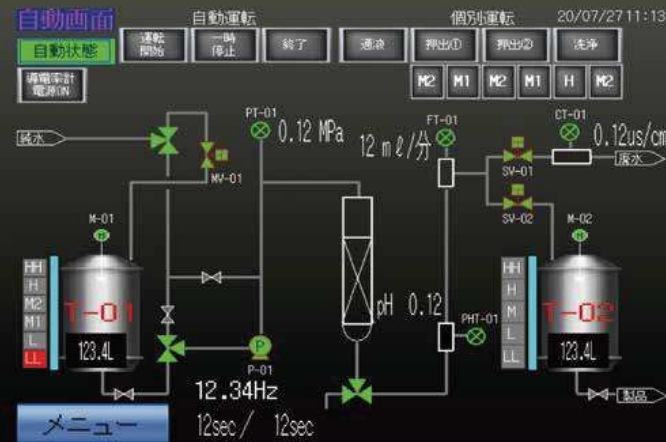 自動画面
自動運転
個別運転
20/07/27 11:13
自動状態
運転
開始
一時
停止
終了
通液
押出①
押出②
洗浄
導電率計
電源ON
M2
M1
M2
M1
H
M2
純水
MV-01
PT-01
0.12 MPa
FT-01
12 mℓ/分
CT-01
0.12us/cm
SV-01
廃水
SV-02
M-01
M-02
HH
H
M2
M1
L
LL
T-01
123.4L
P
P-01
12.34Hz
12sec/ 12sec
pH 0.12
PHT-01
HH
H
M
L
LL
T-02
123.4L
製品
メニュー